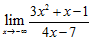 lim x→-∞ (3x² + x - 1)/(4x - 7)